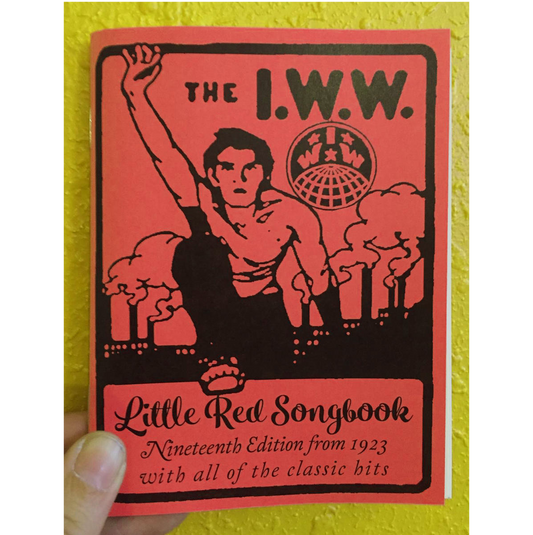 THE I.W.W.
I
W W
Little Red Songbook
Nineteenth Edition from 1923
with all of the classic hits